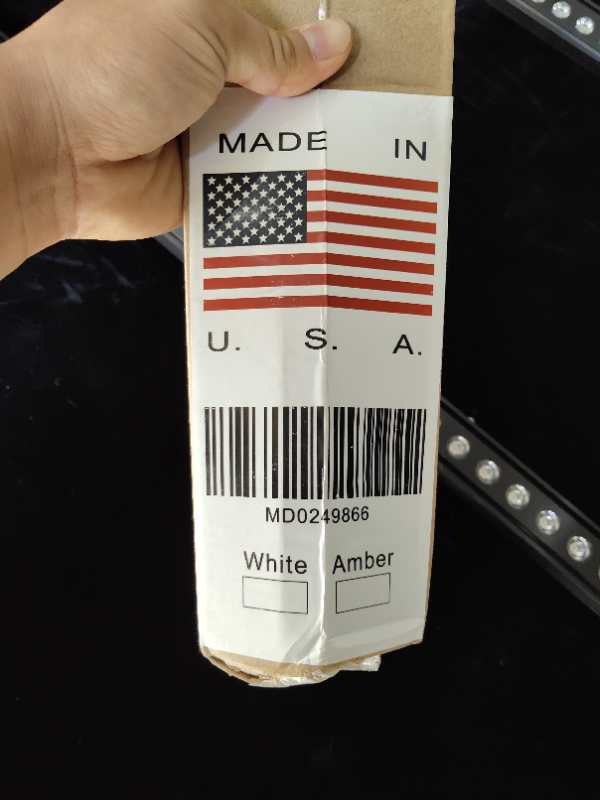 MADE IN
U. S. A.
MD0249866
White Amber